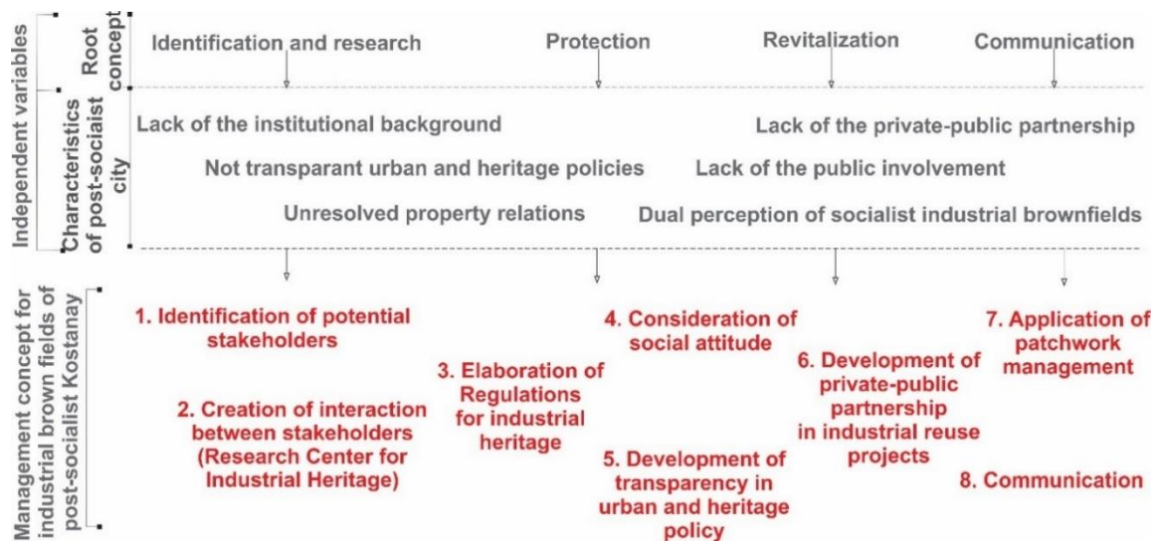 Independent variables
Root
concept
Identification and research
Protection
Revitalization
Communication
Characteristics
of post-sociaist
city
Lack of the institutional background
Lack of the private-public partnership
Not transparant urban and heritage policies
Lack of the public involvement
Unresolved property relations
Dual perception of socialist industrial brownfields
Management concept for
industrial brown fields of
post-socialist Kostanay
1. Identification of potential
stakeholders
2. Creation of interaction
between stakeholders
(Research Center for
Industrial Heritage)
3. Elaboration of
Regulations
for industrial
heritage
4. Consideration of
social attitude
5. Development of
transparency in
urban and heritage
policy
6. Development of
private-public
partnership
in industrial reuse
projects
7. Application of
patchwork
management
8. Communication